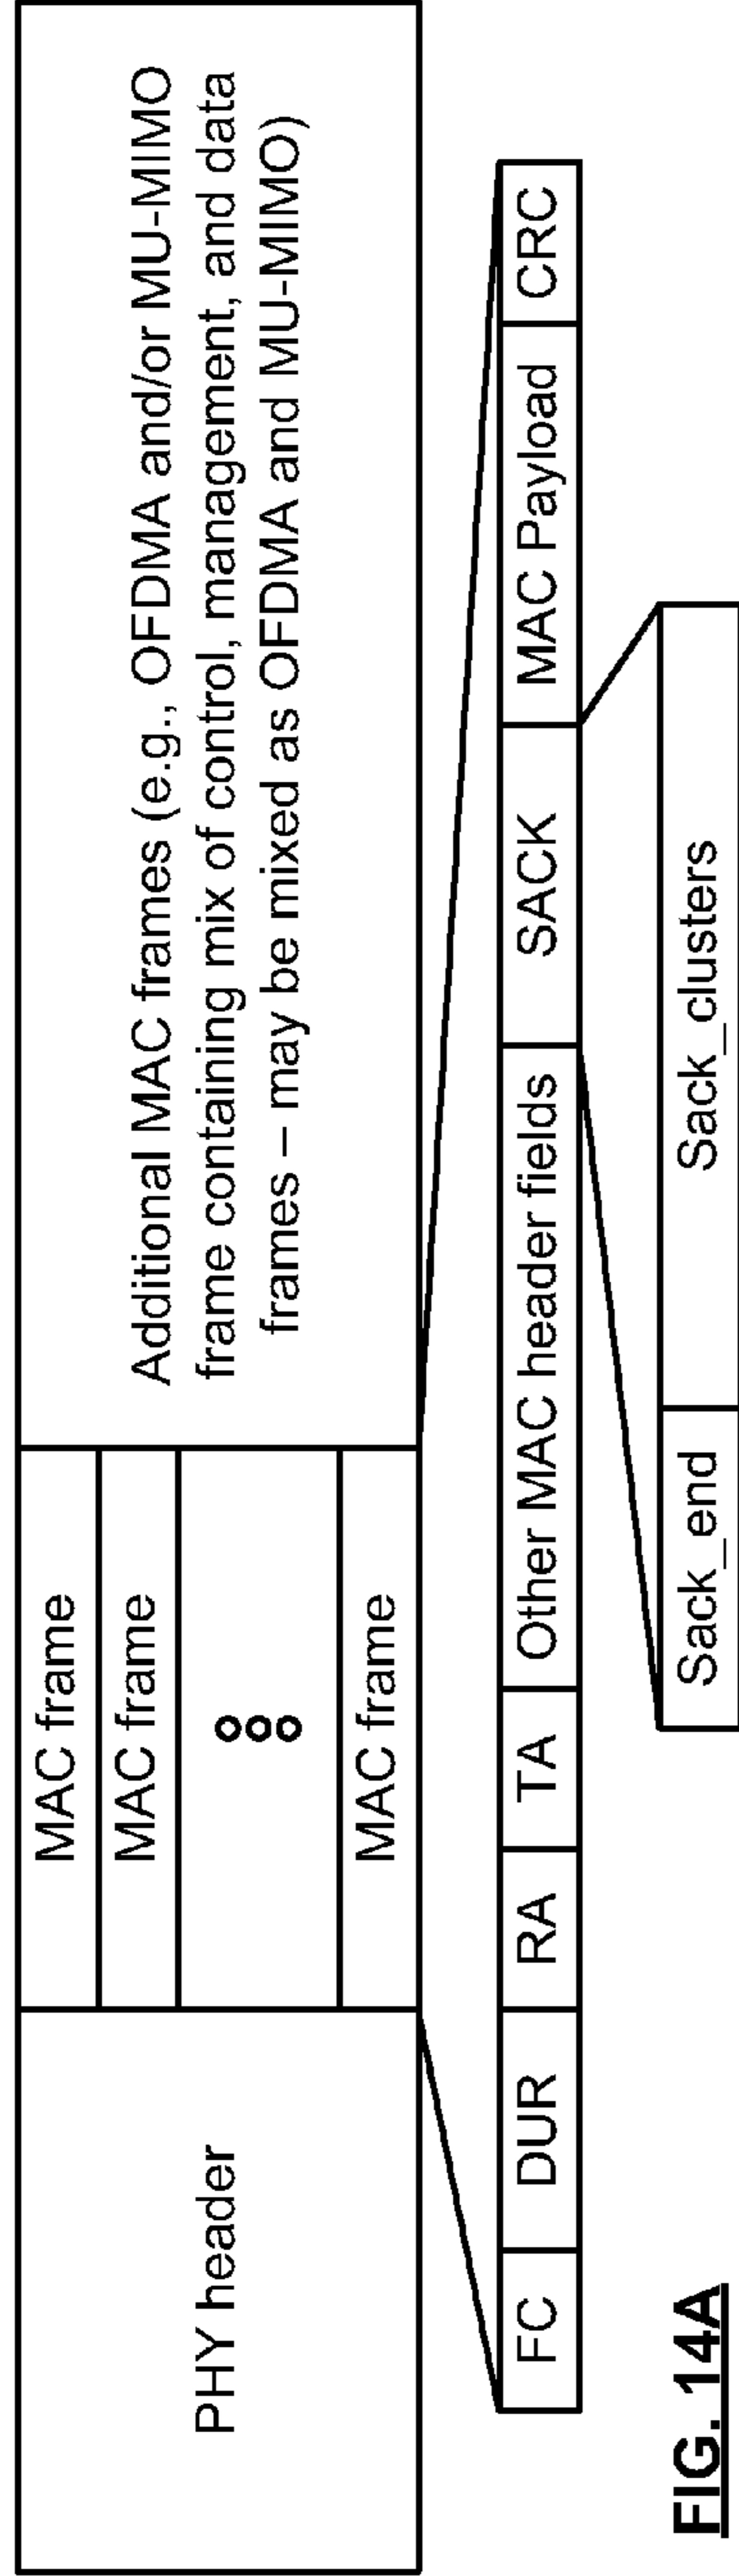 PHY header
MAC frame
MAC frame
MAC frame
Additional MAC frames (e.g., OFDMA and/or MU-MIMO
frame containing mix of control, management, and data
frames – may be mixed as OFDMA and MU-MIMO)
FC
DUR
RA
TA
Other MAC header fields
SACK
MAC Payload
CRC
Sack_end
Sack_clusters
FIG. 14A